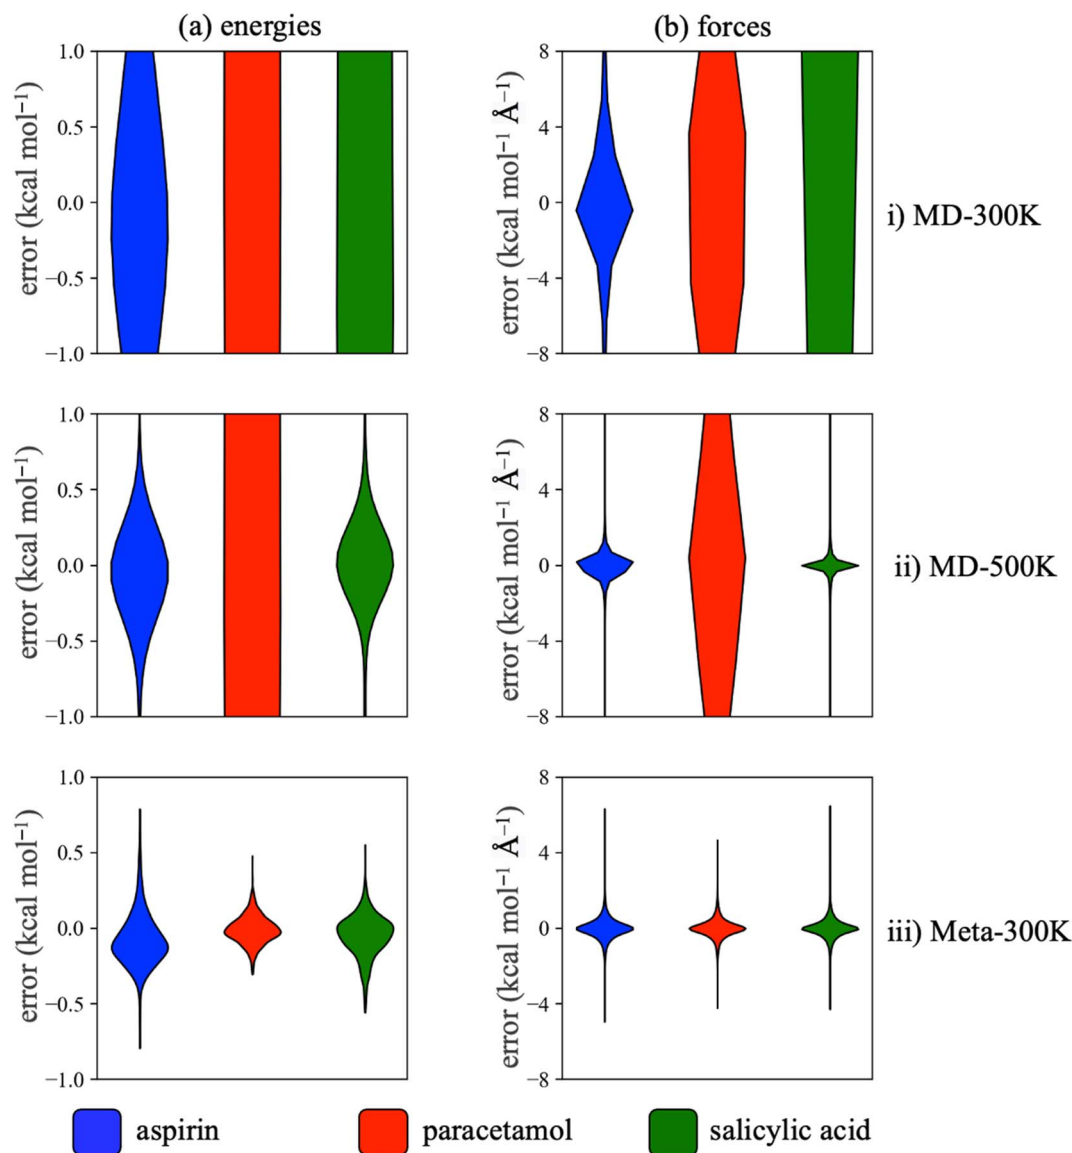 (a) energies
(b) forces
error (kcal mol⁻¹)
1.0
0.5
0.0
−0.5
−1.0
error (kcal mol⁻¹ Å⁻¹)
8
4
0
−4
−8
i) MD-300K
error (kcal mol⁻¹)
1.0
0.5
0.0
−0.5
−1.0
error (kcal mol⁻¹ Å⁻¹)
8
4
0
−4
−8
ii) MD-500K
error (kcal mol⁻¹)
1.0
0.5
0.0
−0.5
−1.0
error (kcal mol⁻¹ Å⁻¹)
8
4
0
−4
−8
iii) Meta-300K
aspirin
paracetamol
salicylic acid